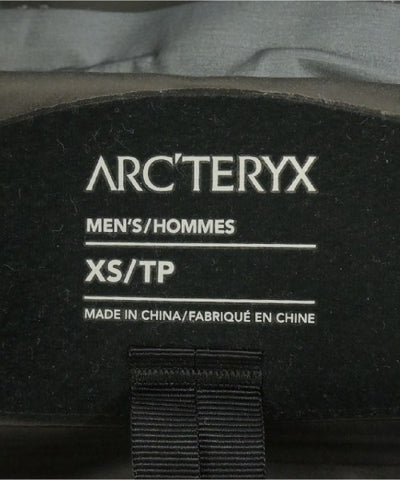 ARC'TERYX
MEN'S/HOMMES
XS/TP
MADE IN CHINA/FABRIQUÉ EN CHINE